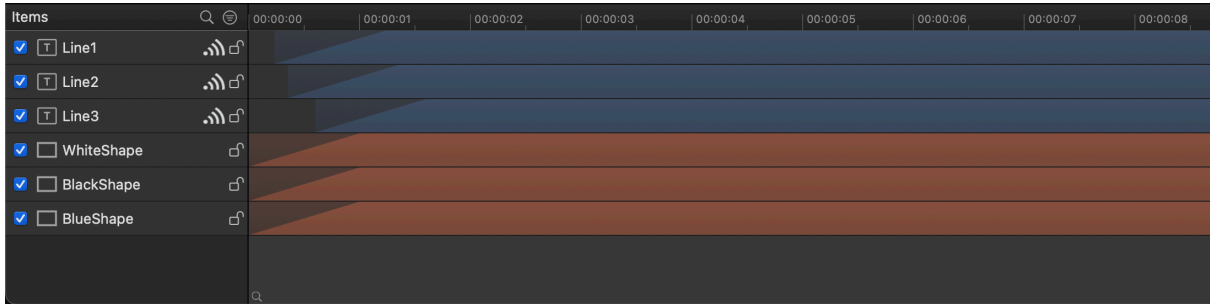 Items 00:00:00 00:00:01 00:00:02 00:00:03 00:00:04 00:00:05 00:00:06 00:00:07 00:00:08
T Line1
T Line2
T Line3
WhiteShape
BlackShape
BlueShape